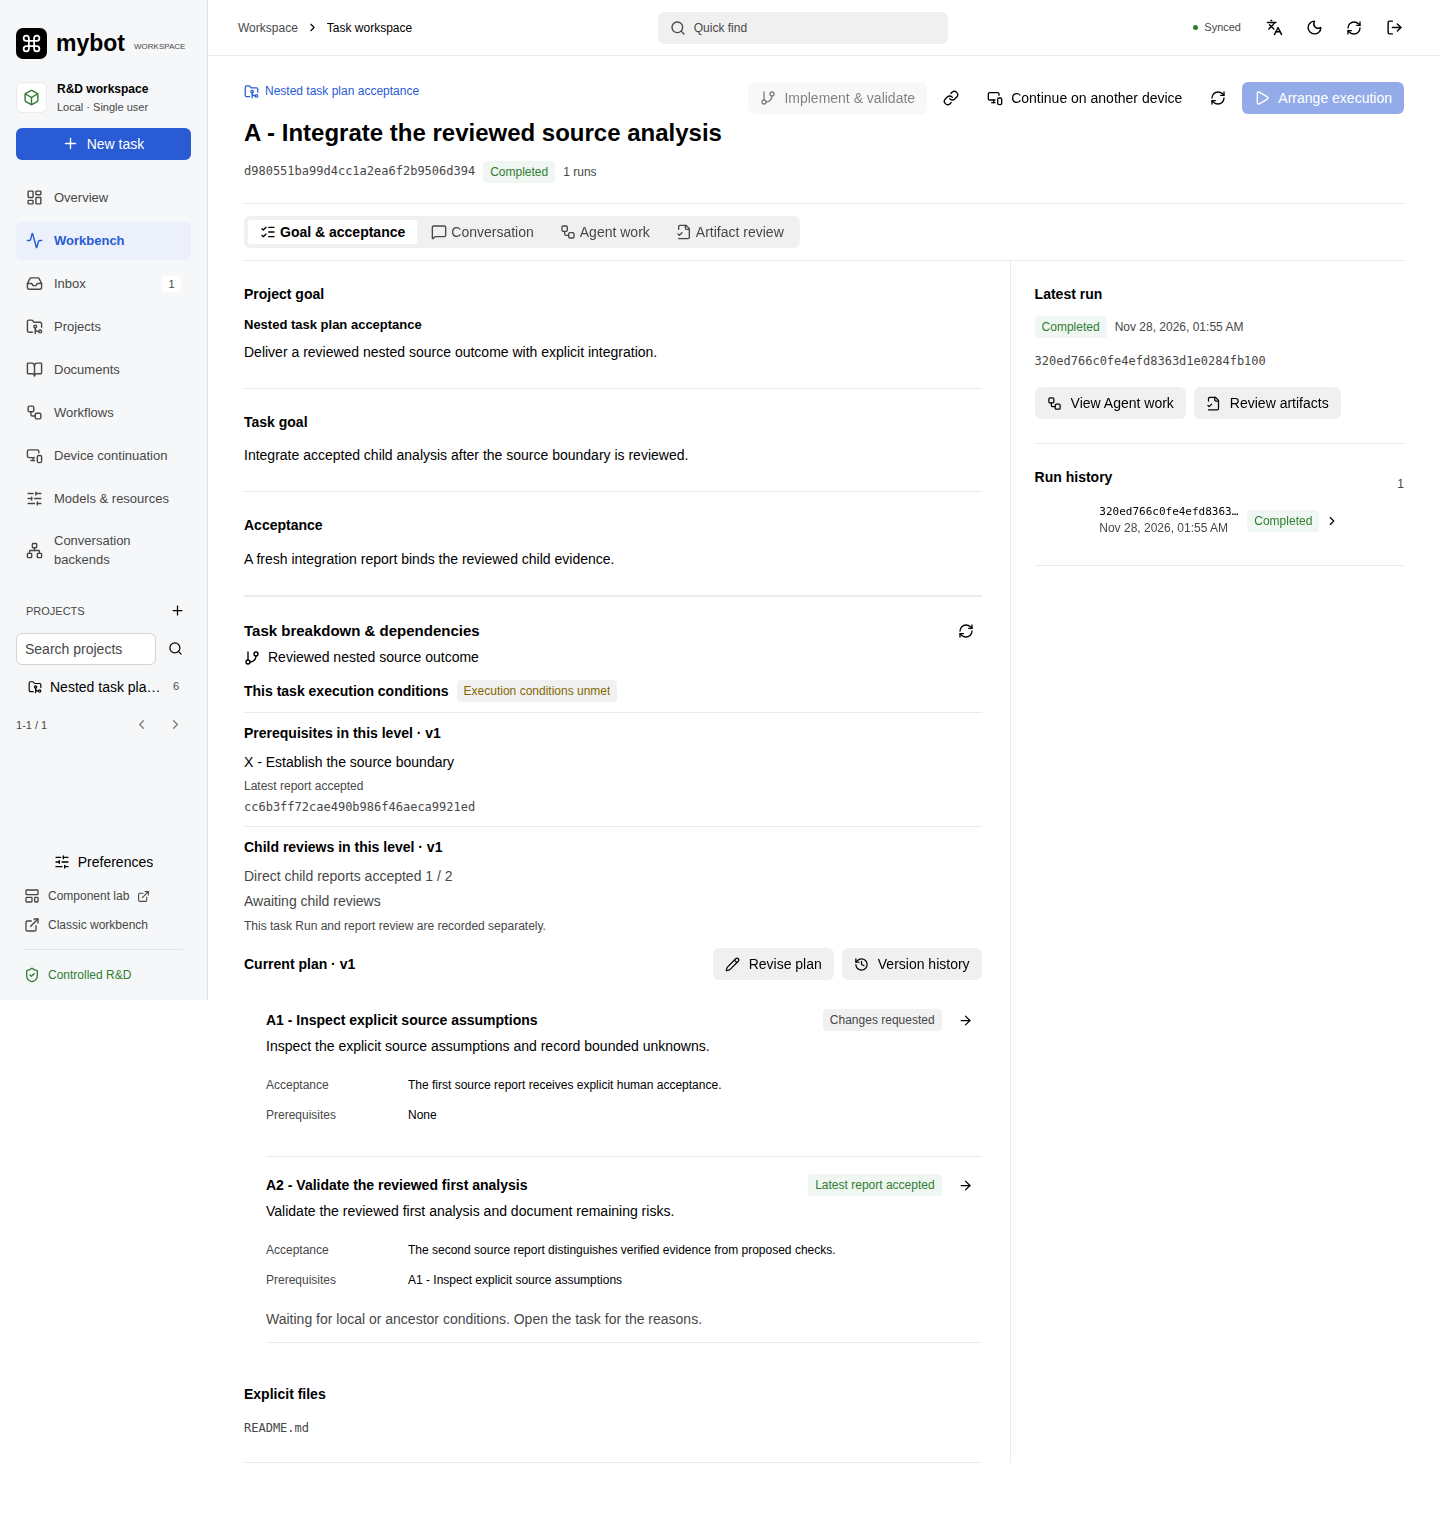 mybot WORKSPACE
R&D workspace
Local · Single user
New task
Overview
Workbench
Inbox 1
Projects
Documents
Workflows
Device continuation
Models & resources
Conversation
backends
PROJECTS
Search projects
Nested task pla… 6
1-1 / 1
Preferences
Component lab
Classic workbench
Controlled R&D
Workspace Task workspace
Quick find
Synced
Nested task plan acceptance
Implement & validate
Continue on another device
Arrange execution
A - Integrate the reviewed source analysis
d980551ba99d4cc1a2ea6f2b9506d394 Completed 1 runs
Goal & acceptance Conversation Agent work Artifact review
Project goal
Nested task plan acceptance
Deliver a reviewed nested source outcome with explicit integration.
Task goal
Integrate accepted child analysis after the source boundary is reviewed.
Acceptance
A fresh integration report binds the reviewed child evidence.
Task breakdown & dependencies
Reviewed nested source outcome
This task execution conditions Execution conditions unmet
Prerequisites in this level · v1
X - Establish the source boundary
Latest report accepted
cc6b3ff72cae490b986f46aeca9921ed
Child reviews in this level · v1
Direct child reports accepted 1 / 2
Awaiting child reviews
This task Run and report review are recorded separately.
Current plan · v1 Revise plan Version history
A1 - Inspect explicit source assumptions Changes requested
Inspect the explicit source assumptions and record bounded unknowns.
Acceptance The first source report receives explicit human acceptance.
Prerequisites None
A2 - Validate the reviewed first analysis Latest report accepted
Validate the reviewed first analysis and document remaining risks.
Acceptance The second source report distinguishes verified evidence from proposed checks.
Prerequisites A1 - Inspect explicit source assumptions
Waiting for local or ancestor conditions. Open the task for the reasons.
Explicit files
README.md
Latest run
Completed Nov 28, 2026, 01:55 AM
320ed766c0fe4efd8363d1e0284fb100
View Agent work Review artifacts
Run history 1
320ed766c0fe4efd8363…
Nov 28, 2026, 01:55 AM Completed